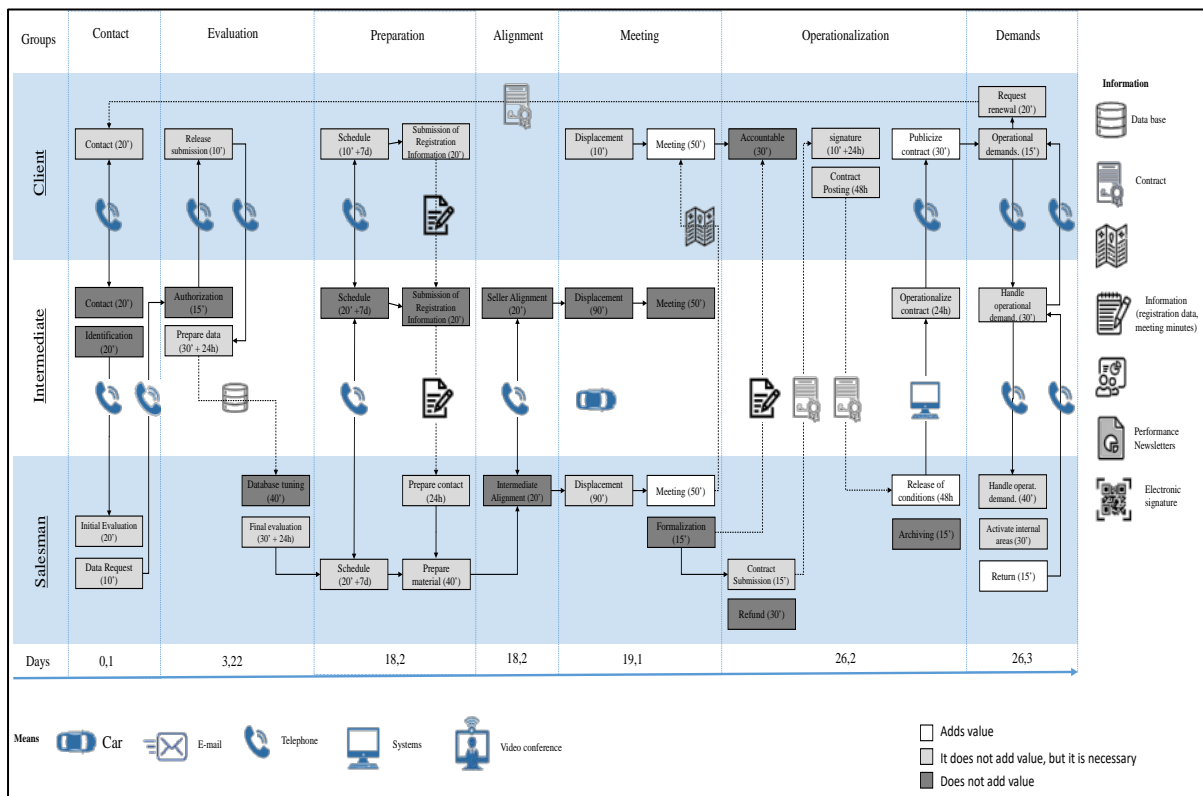 Groups
Contact
Evaluation
Preparation
Alignment
Meeting
Operationalization
Demands
Client
Contact (20’)
Release
submission (10’)
Schedule
(10’ +7d)
Submission of
Registration
Information (20’)
Displacement
(10’)
Meeting (50’)
Accountable
(30’)
signature
(10’ +24h)
Contract
Posting (48h
Publicize
contract (30’)
Request
renewal (20’)
Operational
demands. (15’)
Intermediate
Contact (20’)
Identification
(20’)
Authorization
(15’)
Prepare data
(30’ + 24h)
Schedule
(20’ +7d)
Submission of
Registration
Information (20’)
Seller Alignment
(20’)
Displacement
(90’)
Meeting (50’)
Operationalize
contract (24h)
Handle
operational
demand. (30’)
Salesman
Initial Evaluation
(20’)
Data Request
(10’)
Database tuning
(40’)
Final evaluation
(30’ + 24h)
Schedule
(20’ +7d)
Prepare contact
(24h)
Prepare
material (40’)
Intermediate
Alignment (20’)
Displacement
(90’)
Meeting (50’)
Formalization
(15’)
Contract
Submission (15’)
Refund (30’)
Release of
conditions (48h
Archiving (15’)
Handle operat.
demand. (40’)
Activate internal
areas (30’)
Return (15’)
Days
0,1
3,22
18,2
18,2
19,1
26,2
26,3
Information
Data base
Contract
Information
(registration data,
meeting minutes)
Performance
Newsletters
Electronic
signature
Means
Car
E-mail
Telephone
Systems
Video conference
Adds value
It does not add value, but it is necessary
Does not add value